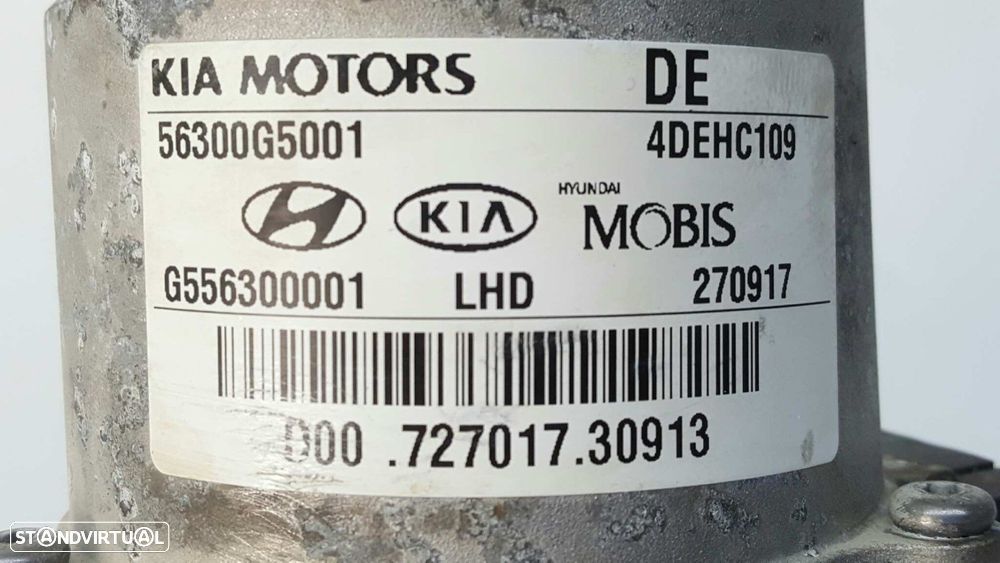 KIA MOTORS DE
56300G5001 4DEHC109
KIA HYUNDAI MOBIS
G556300001 LHD 270917
D00 .727017.30913
STANDVIRTUAL